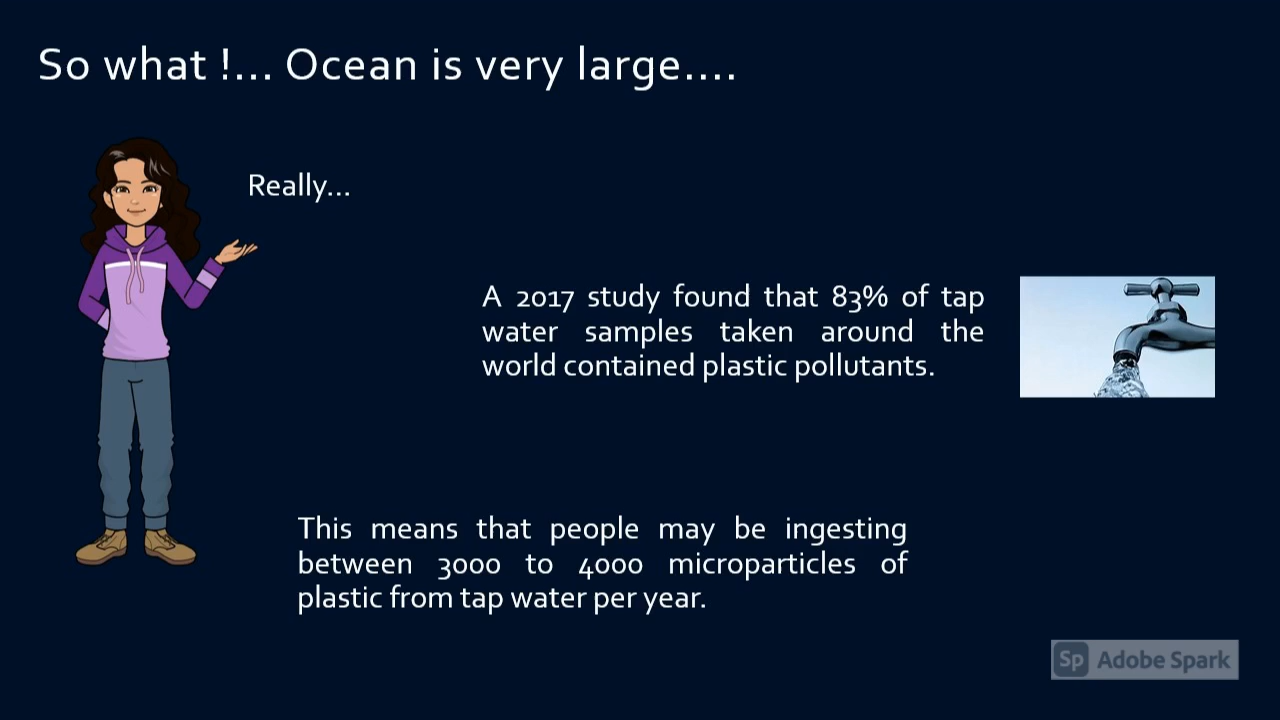 So what !... Ocean is very large....
Really...
A 2017 study found that 83% of tap
water samples taken around the
world contained plastic pollutants.
This means that people may be ingesting
between 3000 to 4000 microparticles of
plastic from tap water per year.
Sp Adobe Spark